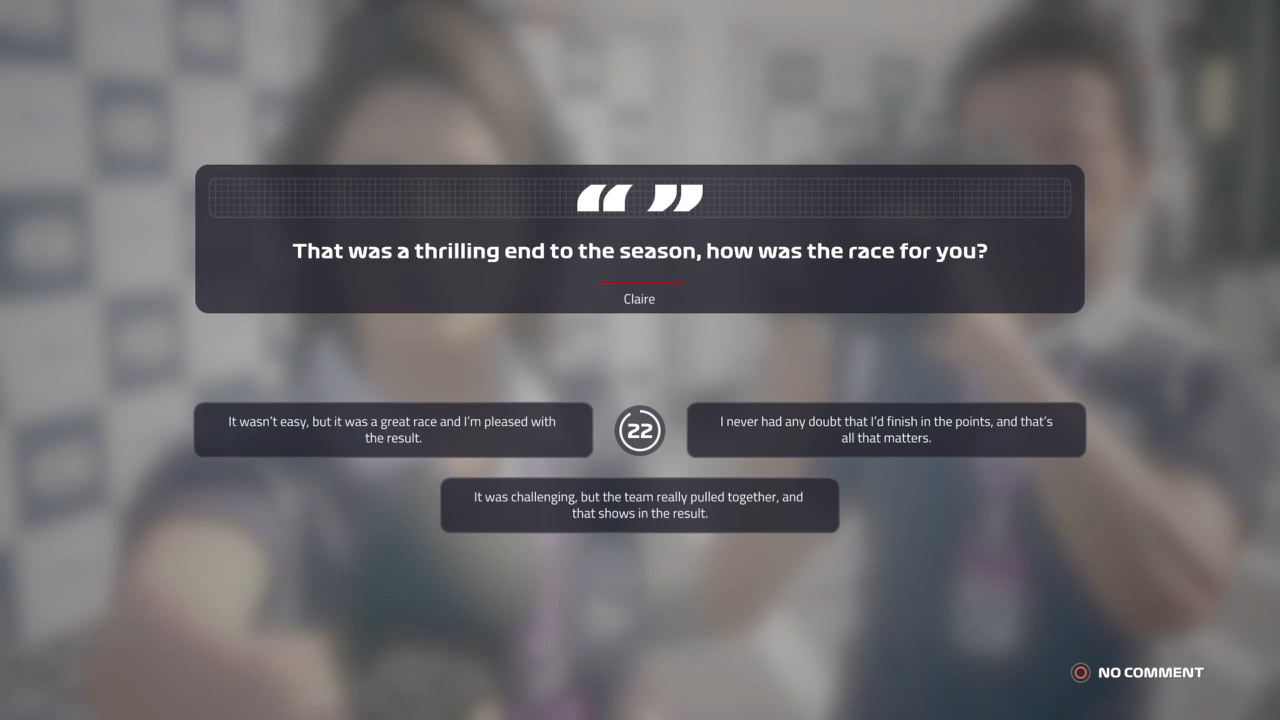 “ ”
That was a thrilling end to the season, how was the race for you?
Claire
It wasn't easy, but it was a great race and I'm pleased with
the result.
22
I never had any doubt that I'd finish in the points, and that's
all that matters.
It was challenging, but the team really pulled together, and
that shows in the result.
NO COMMENT